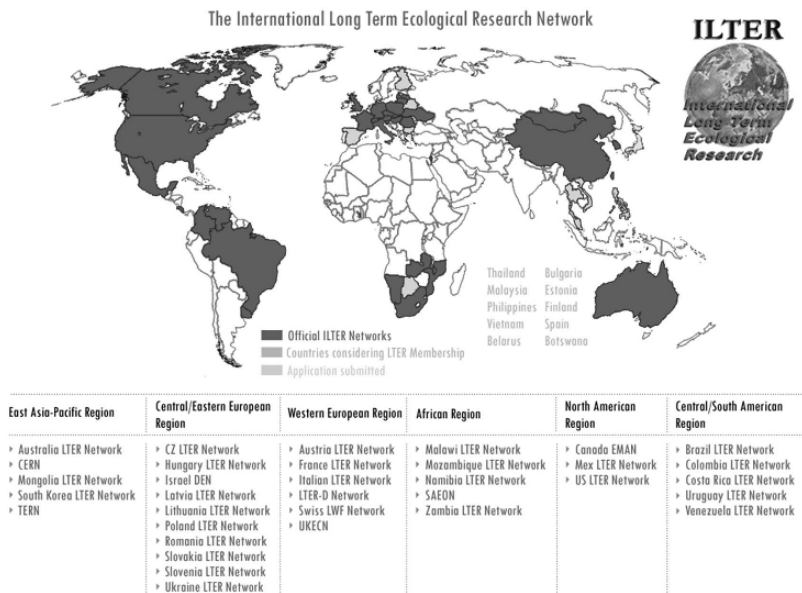 The International Long Term Ecological Research Network
ILTER
International
Long Term
Ecological
Research
Thailand Bulgaria
Malaysia Estonia
Philippines Finland
Vietnam Spain
Belarus Botswana
Official ILTER Networks
Countries considering LTER Membership
Application submitted
East Asia-Pacific Region
Australia LTER Network
CERN
Mongolia LTER Network
South Korea LTER Network
TERN
Central/Eastern European
Region
CZ LTER Network
Hungary LTER Network
Israel DEN
Latvia LTER Network
Lithuania LTER Network
Poland LTER Network
Romania LTER Network
Slovakia LTER Network
Slovenia LTER Network
Ukraine LTER Network
Western European Region
Austria LTER Network
France LTER Network
Italian LTER Network
LTER-D Network
Swiss LWF Network
UKECN
African Region
Malawi LTER Network
Mozambique LTER Network
Namibia LTER Network
SAEON
Zambia LTER Network
North American
Region
Canada EMAN
Mex LTER Network
US LTER Network
Central/South American
Region
Brazil LTER Network
Colombia LTER Network
Costa Rica LTER Network
Uruguay LTER Network
Venezuela LTER Network